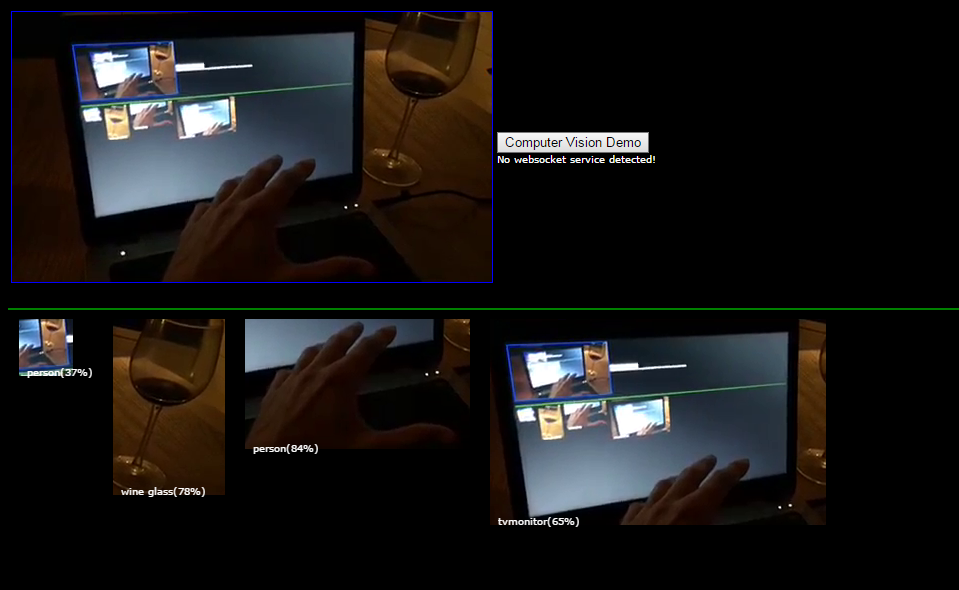 Computer Vision Demo
No websocket service detected!
person(37%)
wine glass(78%)
person(84%)
tvmonitor(65%)